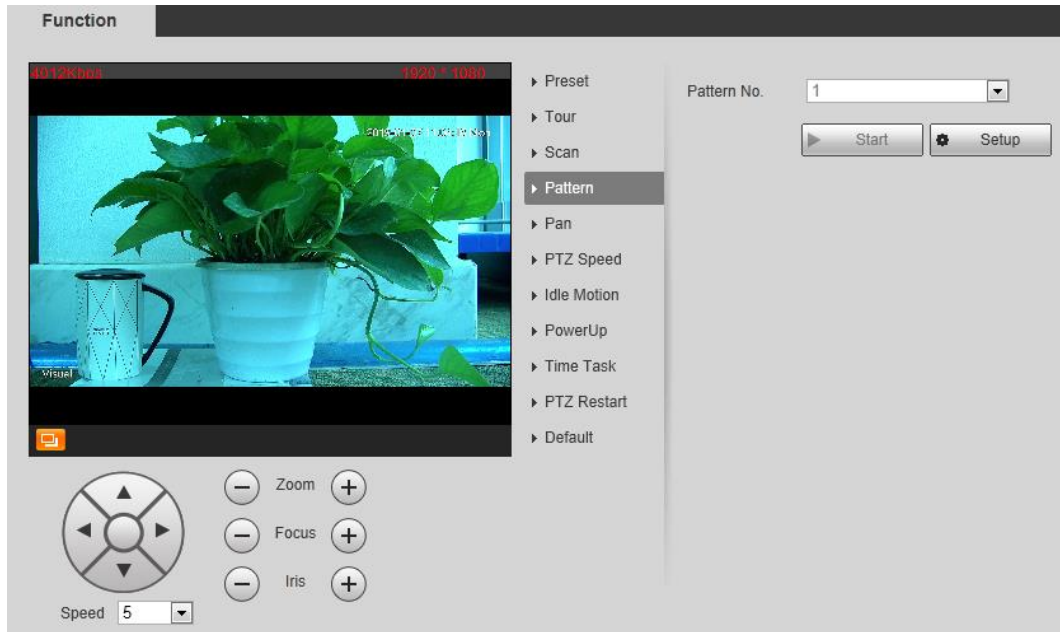 Function
4012Kbps
1920 * 1080
Visual
Preset
Tour
Scan
Pattern
Pan
PTZ Speed
Idle Motion
PowerUp
Time Task
PTZ Restart
Default
Pattern No. 1
Start Setup
Zoom
Focus
Iris
Speed 5